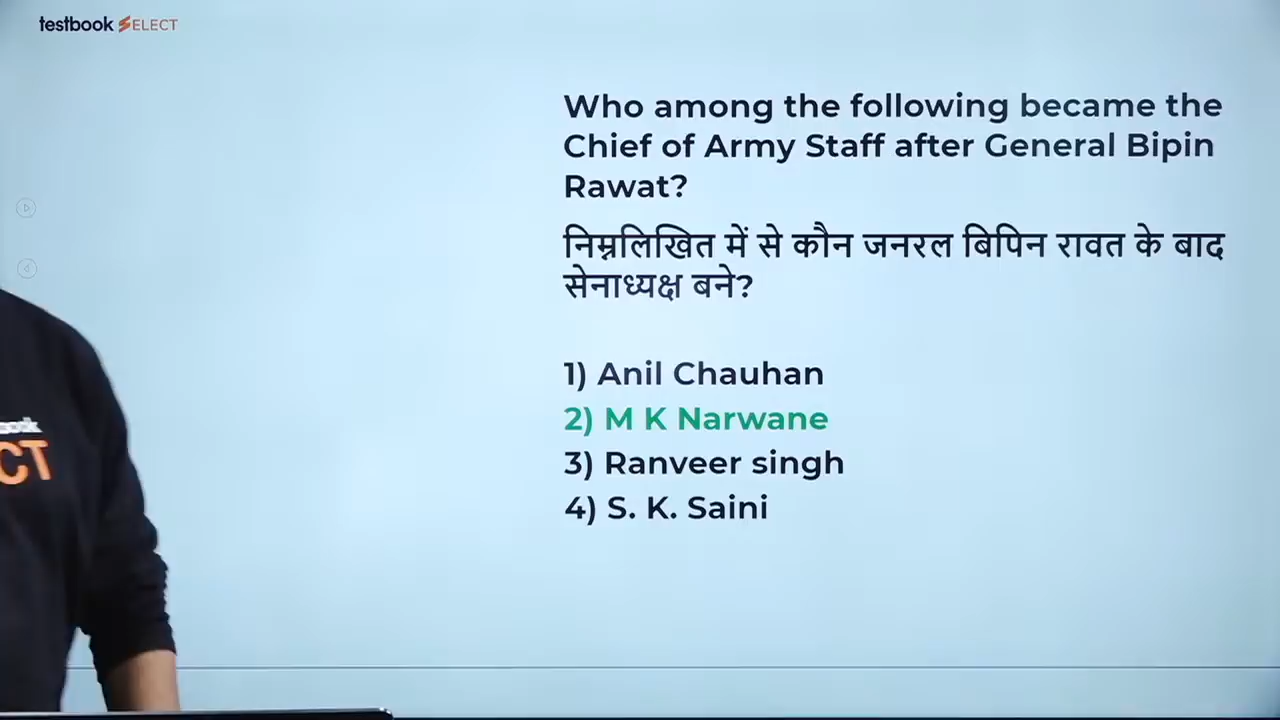 testbook SELECT
Who among the following became the
Chief of Army Staff after General Bipin
Rawat?
निम्नलिखित में से कौन जनरल बिपिन रावत के बाद
सेनाध्यक्ष बने?
1) Anil Chauhan
2) M K Narwane
3) Ranveer singh
4) S. K. Saini
CT